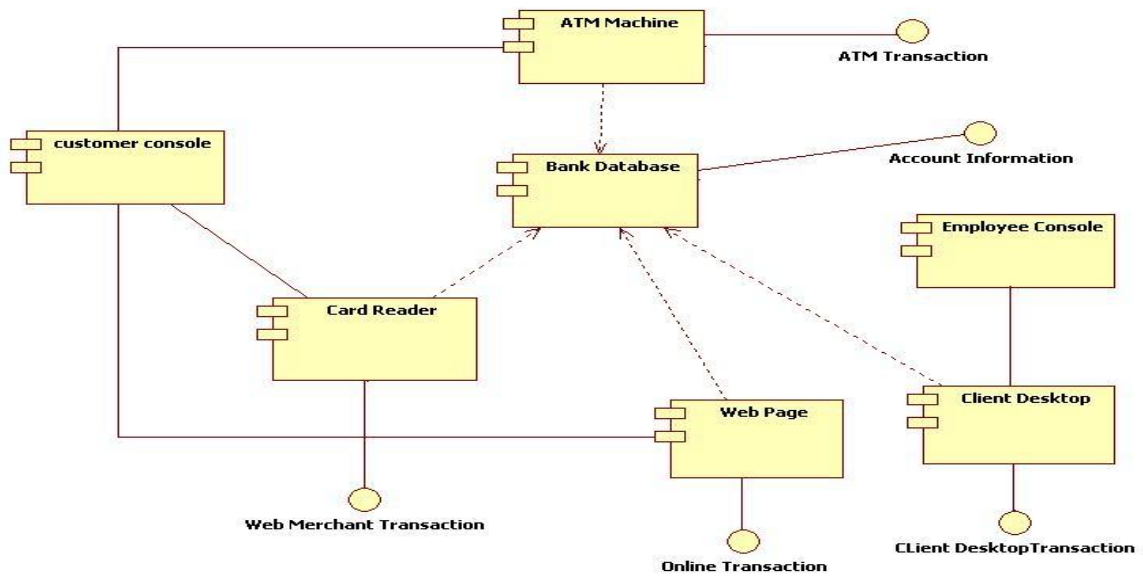 ATM Machine
ATM Transaction
customer console
Bank Database
Account Information
Employee Console
Card Reader
Client Desktop
Web Page
Web Merchant Transaction
CLient DesktopTransaction
Online Transaction